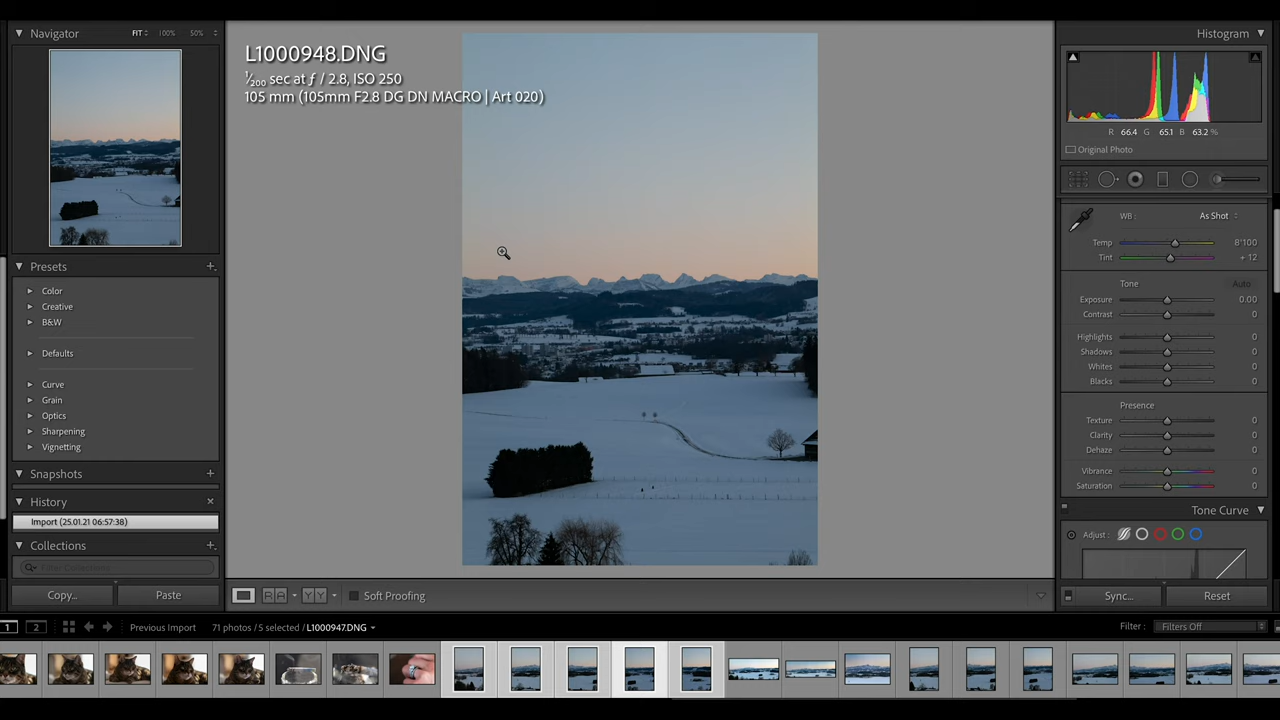 Navigator FIT 100% 50%
L1000948.DNG
1/200 sec at ƒ / 2.8, ISO 250
105 mm (105mm F2.8 DG DN MACRO | Art 020)
Presets
Color
Creative
B&W
Defaults
Curve
Grain
Optics
Sharpening
Vignetting
Snapshots
History
Import (25.01.21 06:57:38)
Collections
Filter Collections
Copy... Paste
Soft Proofing
Histogram
R 66.4 G 65.1 B 63.2 %
Original Photo
WB: As Shot
Temp 8'100
Tint + 12
Tone Auto
Exposure 0.00
Contrast 0
Highlights 0
Shadows 0
Whites 0
Blacks 0
Presence
Texture 0
Clarity 0
Dehaze 0
Vibrance 0
Saturation 0
Tone Curve
Adjust:
Sync... Reset
1 2 Previous Import 71 photos / 5 selected / L1000947.DNG
Filter : Filters Off